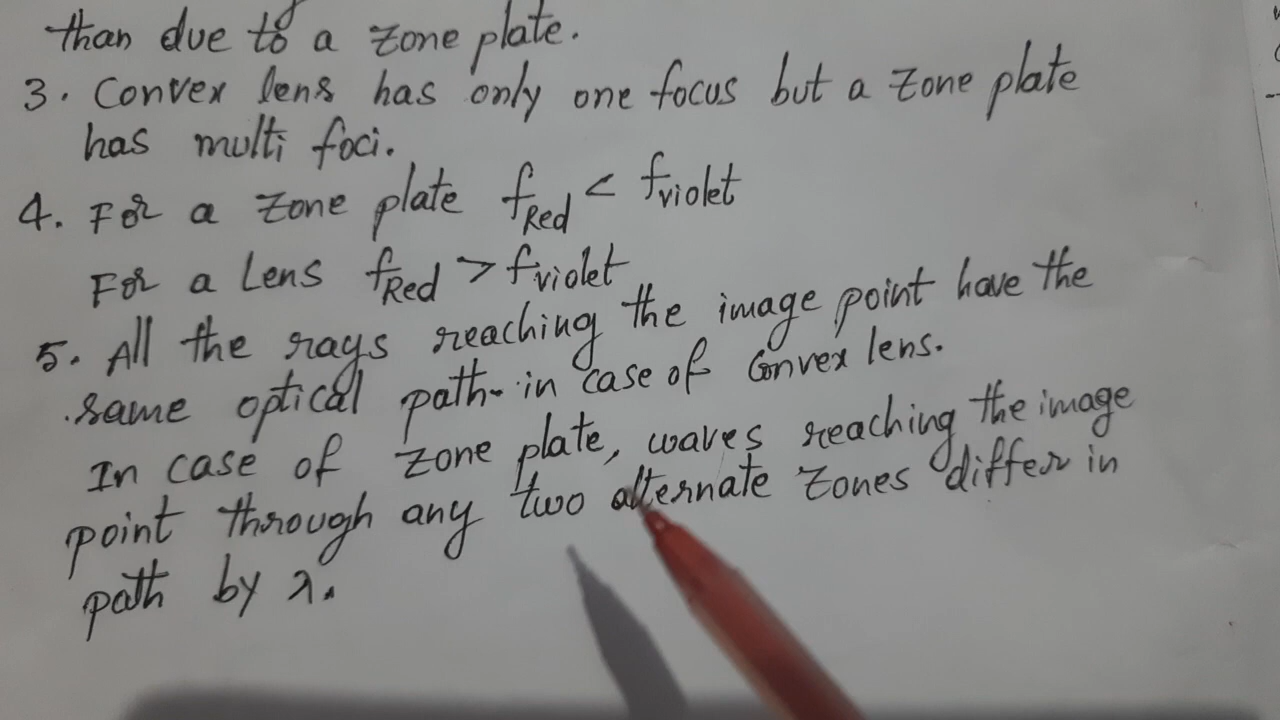 than due to a zone plate.
3. Convex lens has only one focus but a zone plate
has multi foci.
4. For a zone plate fRed < fviolet
For a Lens fRed > fviolet
5. All the rays reaching the image point have the
same optical path in case of Convex lens.
In case of zone plate, waves reaching the image
point through any two alternate zones differ in
path by λ.